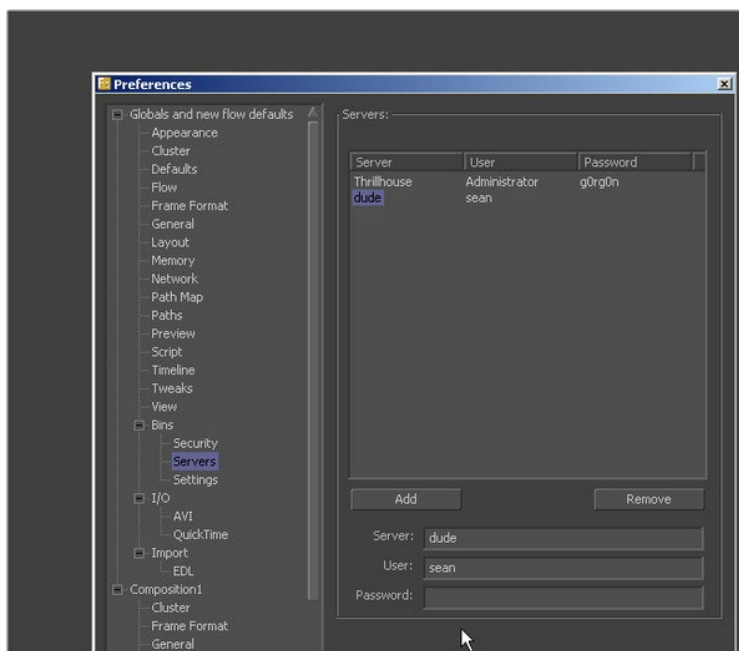 Preferences
Globals and new flow defaults
Appearance
Cluster
Defaults
Flow
Frame Format
General
Layout
Memory
Network
Path Map
Paths
Preview
Script
Timeline
Tweaks
View
Bins
Security
Servers
Settings
I/O
AVI
QuickTime
Import
EDL
Composition1
Cluster
Frame Format
General
Servers:
Server User Password
Thrillhouse Administrator g0rg0n
dude sean
Add Remove
Server: dude
User: sean
Password: